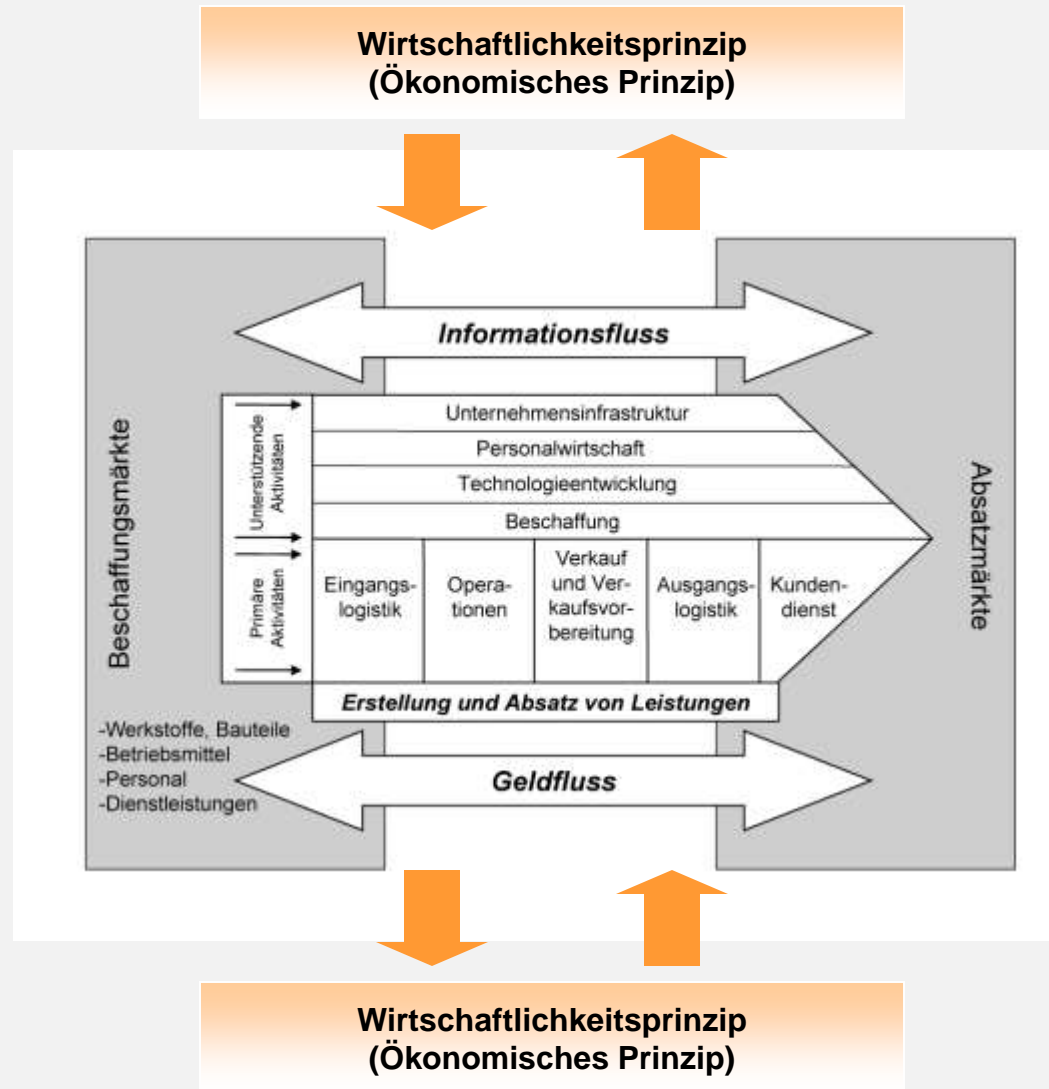 Wirtschaftlichkeitsprinzip
(Ökonomisches Prinzip)
Informationsfluss
Beschaffungsmärkte
Unterstützende
Aktivitäten
Unternehmensinfrastruktur
Personalwirtschaft
Technologieentwicklung
Beschaffung
Primäre
Aktivitäten
Eingangs-
logistik
Opera-
tionen
Verkauf
und Ver-
kaufsvor-
bereitung
Ausgangs-
logistik
Kunden-
dienst
Absatzmärkte
Erstellung und Absatz von Leistungen
-Werkstoffe, Bauteile
-Betriebsmittel
-Personal
-Dienstleistungen
Geldfluss
Wirtschaftlichkeitsprinzip
(Ökonomisches Prinzip)